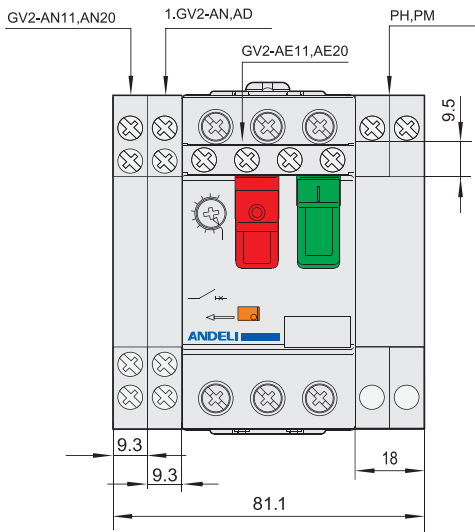 GV2-AN11,AN20
1.GV2-AN,AD
PH,PM
GV2-AE11,AE20
9.5
ANDELI
9.3
9.3
18
81.1